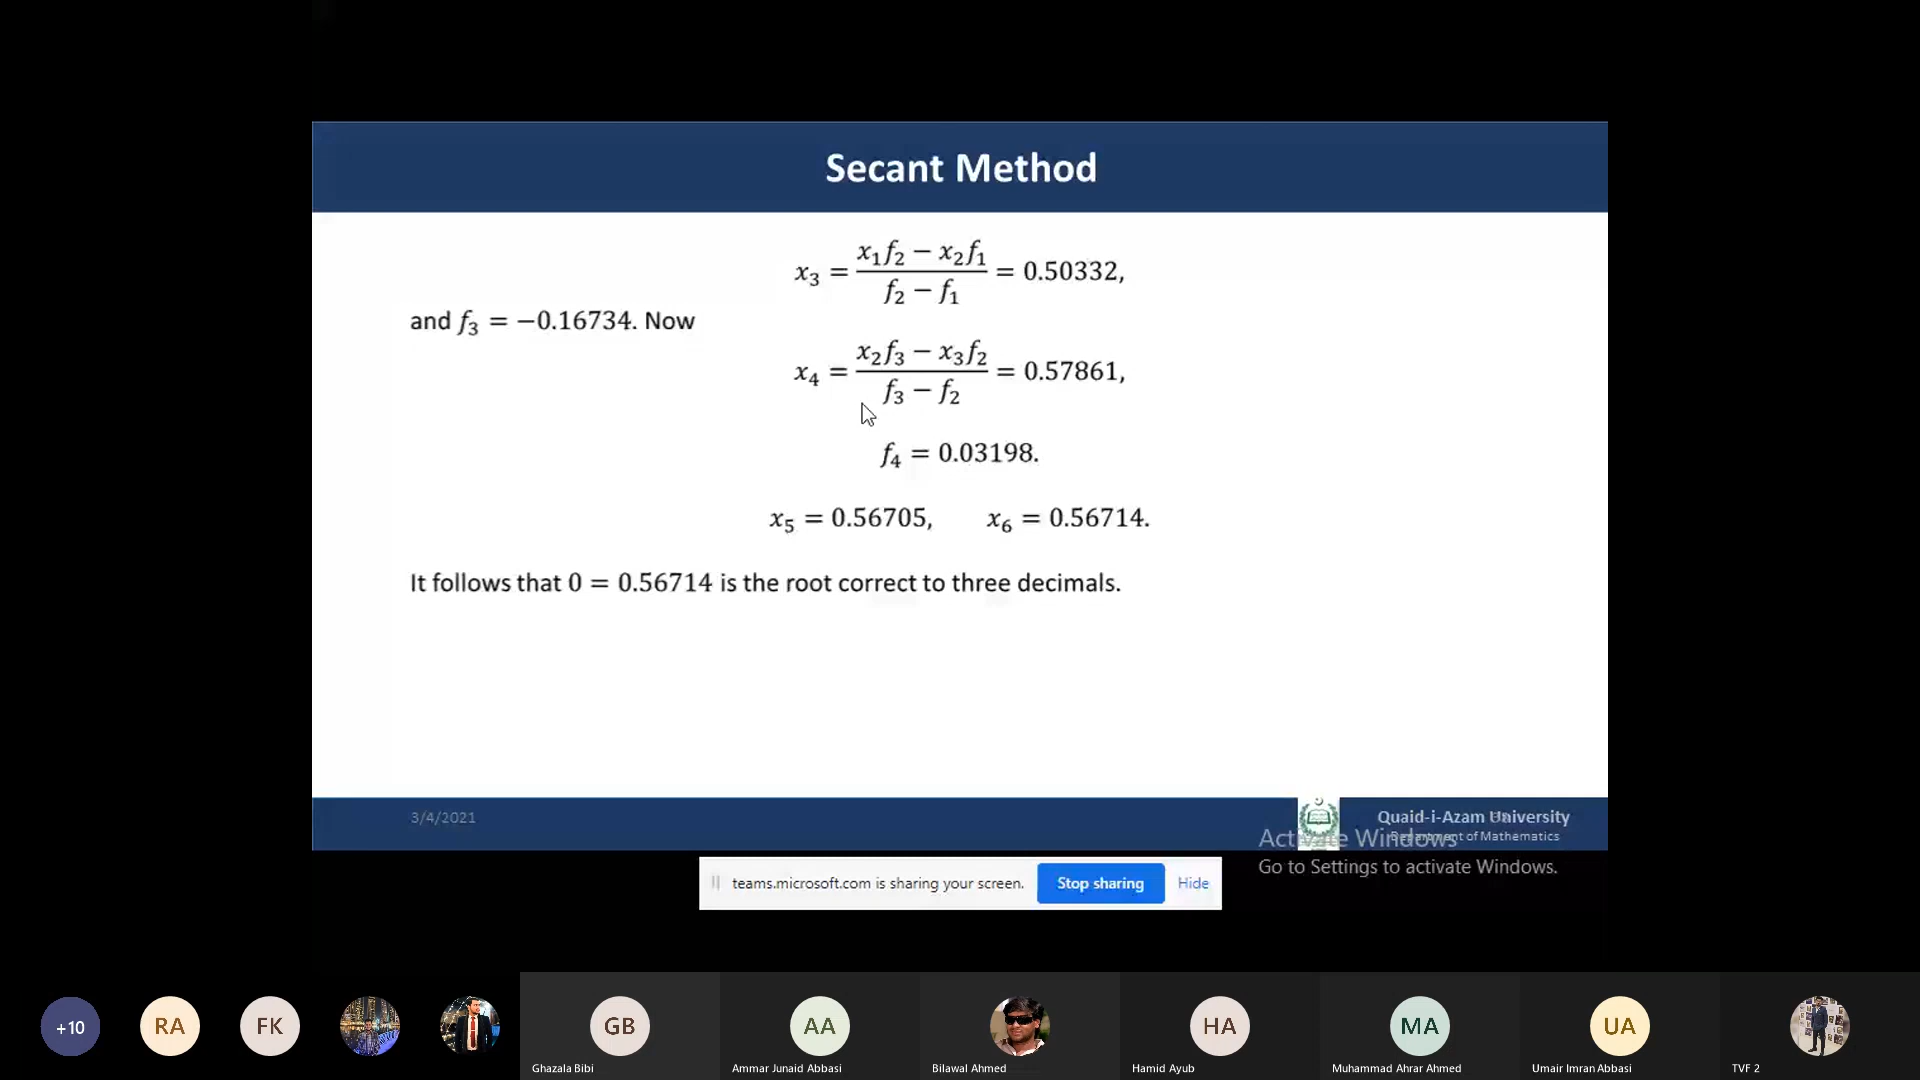 Secant Method
x₃ = (x₁f₂ − x₂f₁)/(f₂ − f₁) = 0.50332,
and f₃ = −0.16734. Now
x₄ = (x₂f₃ − x₃f₂)/(f₃ − f₂) = 0.57861,
f₄ = 0.03198.
x₅ = 0.56705, x₆ = 0.56714.
It follows that 0 = 0.56714 is the root correct to three decimals.
3/4/2021
Quaid-i-Azam University
Department of Mathematics
Activate Windows
Go to Settings to activate Windows.
teams.microsoft.com is sharing your screen.
Stop sharing
Hide
+10
RA
FK
GB
AA
HA
MA
UA
Ghazala Bibi
Ammar Junaid Abbasi
Bilawal Ahmed
Hamid Ayub
Muhammad Ahrar Ahmed
Umair Imran Abbasi
TVF 2